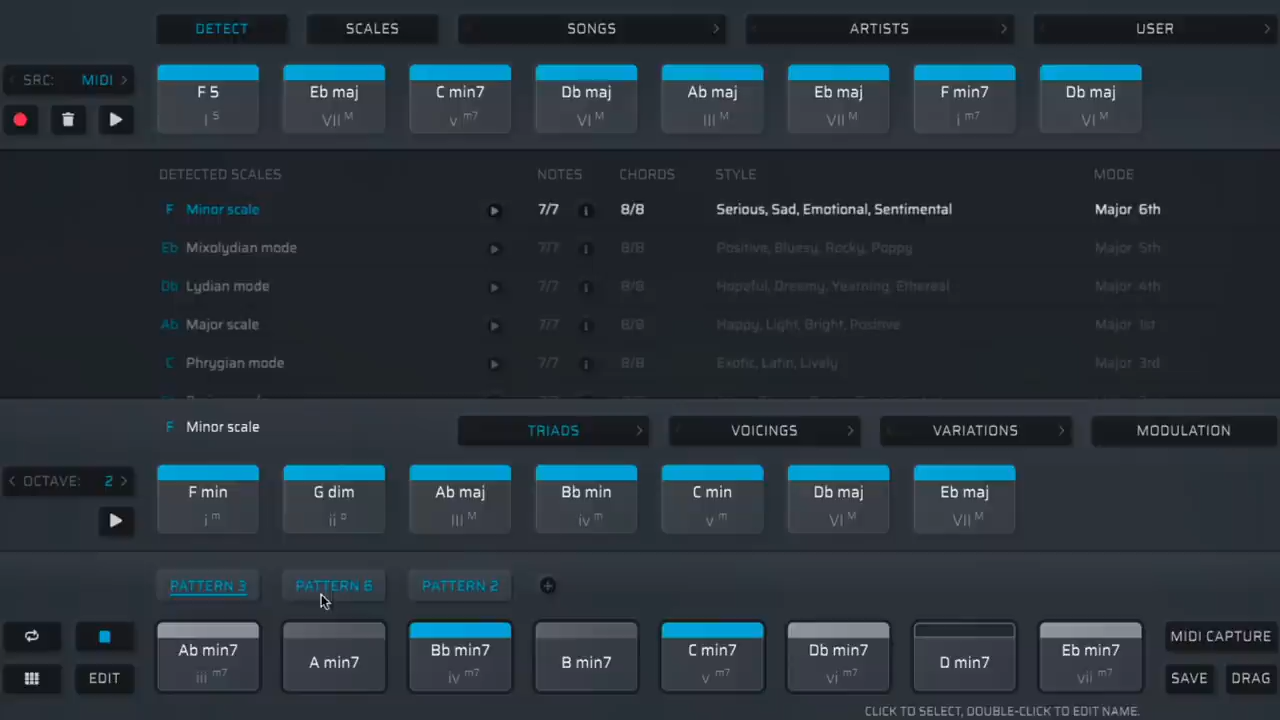 DETECT SCALES SONGS ARTISTS USER
SRC: MIDI
F 5 Eb maj C min7 Db maj Ab maj Eb maj F min7 Db maj
I 5 VII M v m7 VI M III M VII M i m7 VI M
DETECTED SCALES NOTES CHORDS STYLE MODE
F Minor scale 7/7 i 8/8 Serious, Sad, Emotional, Sentimental Major 6th
Eb Mixolydian mode 7/7 i 8/8 Positive, Bluesy, Rocky, Poppy Major 5th
Db Lydian mode 7/7 i 8/8 Hopeful, Dreamy, Yearning, Ethereal Major 4th
Ab Major scale 7/7 i 8/8 Happy, Light, Bright, Positive Major 1st
C Phrygian mode 7/7 i 8/8 Exotic, Latin, Lively Major 3rd
F Minor scale TRIADS VOICINGS VARIATIONS MODULATION
OCTAVE: 2
F min G dim Ab maj Bb min C min Db maj Eb maj
i m ii o III M iv m v m VI M VII M
PATTERN 3 PATTERN 6 PATTERN 2
Ab min7 A min7 Bb min7 B min7 C min7 Db min7 D min7 Eb min7
iii m7 iv m7 v m7 vi m7 vii m7
MIDI CAPTURE
EDIT SAVE DRAG
CLICK TO SELECT, DOUBLE-CLICK TO EDIT NAME.